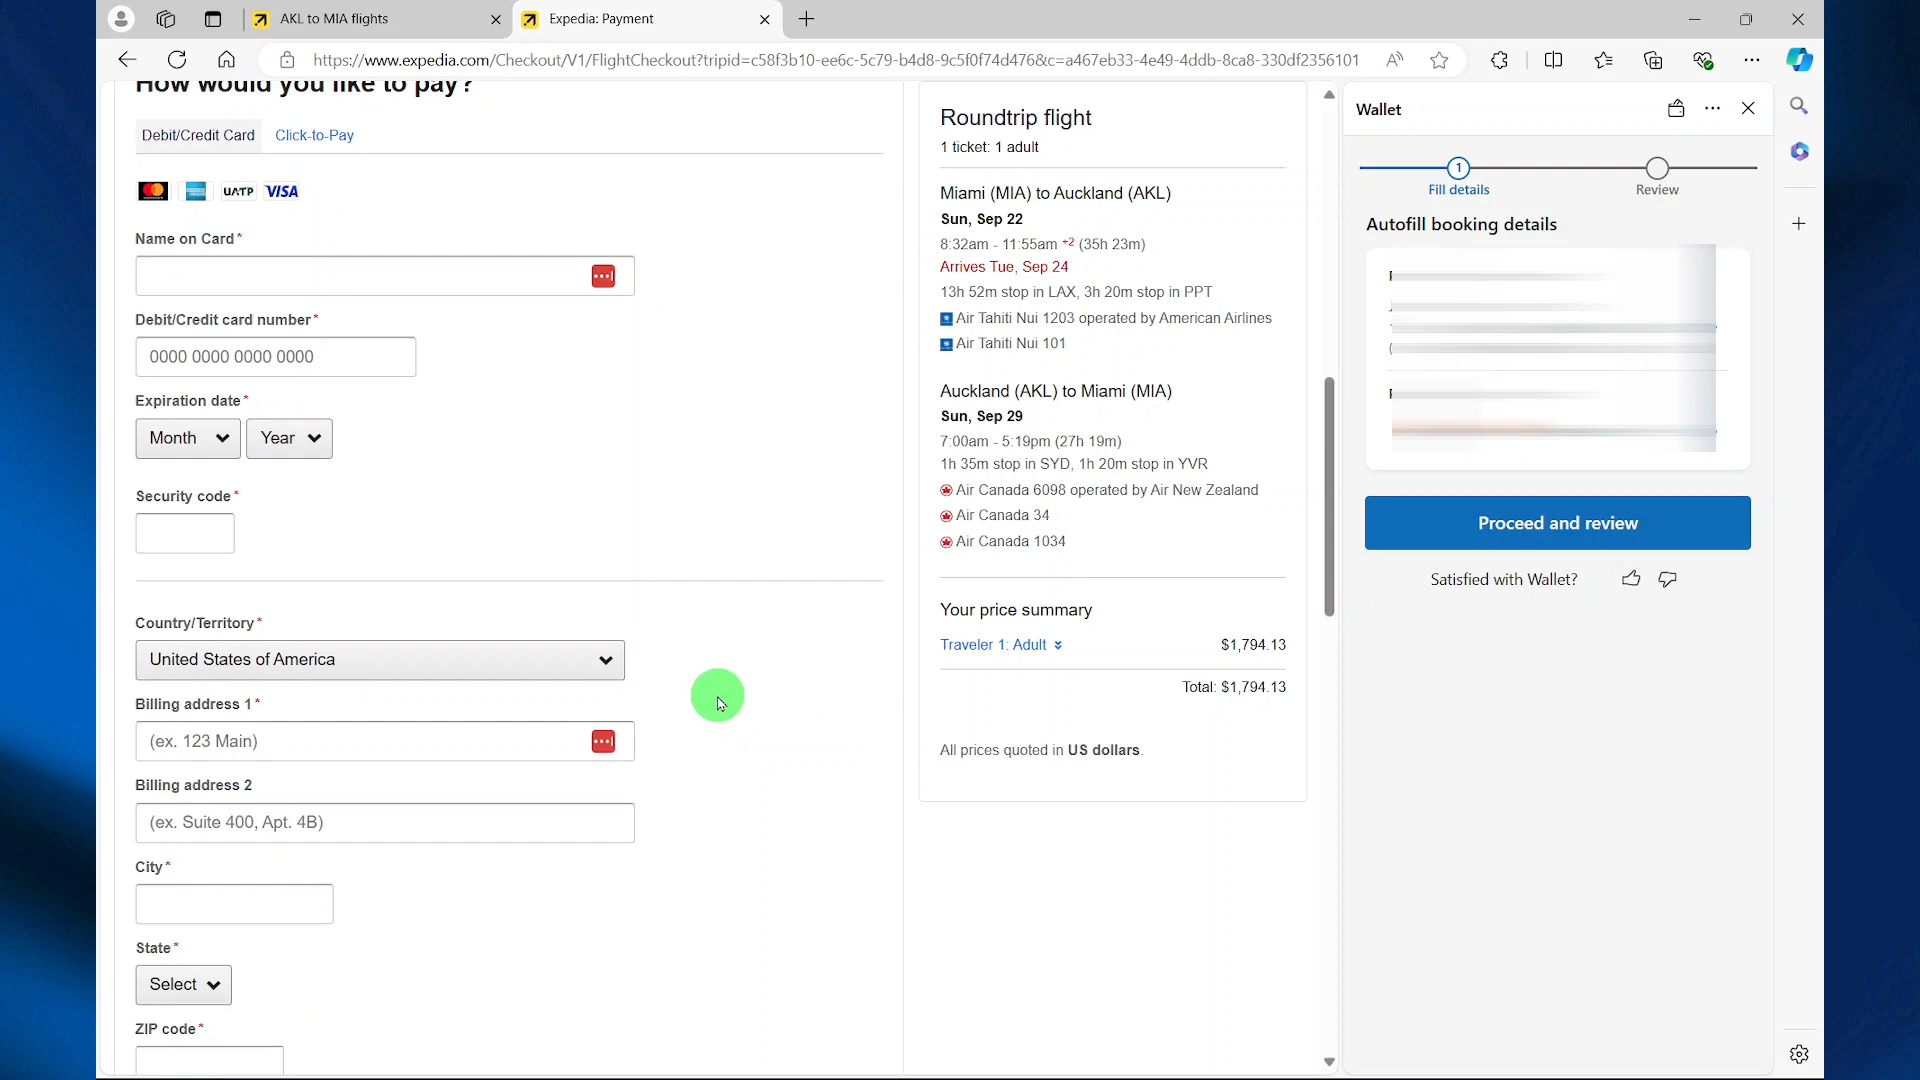 AKL to MIA flights
Expedia: Payment
https://www.expedia.com/Checkout/V1/FlightCheckout?tripid=c58f3b10-ee6c-5c79-b4d8-9c5f0f74d476&c=a467eb33-4e49-4ddb-8ca8-330df2356101
How would you like to pay?
Debit/Credit Card Click-to-Pay
UATP VISA
Name on Card*
Debit/Credit card number*
0000 0000 0000 0000
Expiration date*
Month Year
Security code*
Country/Territory*
United States of America
Billing address 1*
(ex. 123 Main)
Billing address 2
(ex. Suite 400, Apt. 4B)
City*
State*
Select
ZIP code*
Roundtrip flight
1 ticket: 1 adult
Miami (MIA) to Auckland (AKL)
Sun, Sep 22
8:32am - 11:55am +2 (35h 23m)
Arrives Tue, Sep 24
13h 52m stop in LAX, 3h 20m stop in PPT
Air Tahiti Nui 1203 operated by American Airlines
Air Tahiti Nui 101
Auckland (AKL) to Miami (MIA)
Sun, Sep 29
7:00am - 5:19pm (27h 19m)
1h 35m stop in SYD, 1h 20m stop in YVR
Air Canada 6098 operated by Air New Zealand
Air Canada 34
Air Canada 1034
Your price summary
Traveler 1: Adult $1,794.13
Total: $1,794.13
All prices quoted in US dollars.
Wallet
1
Fill details Review
Autofill booking details
Proceed and review
Satisfied with Wallet?